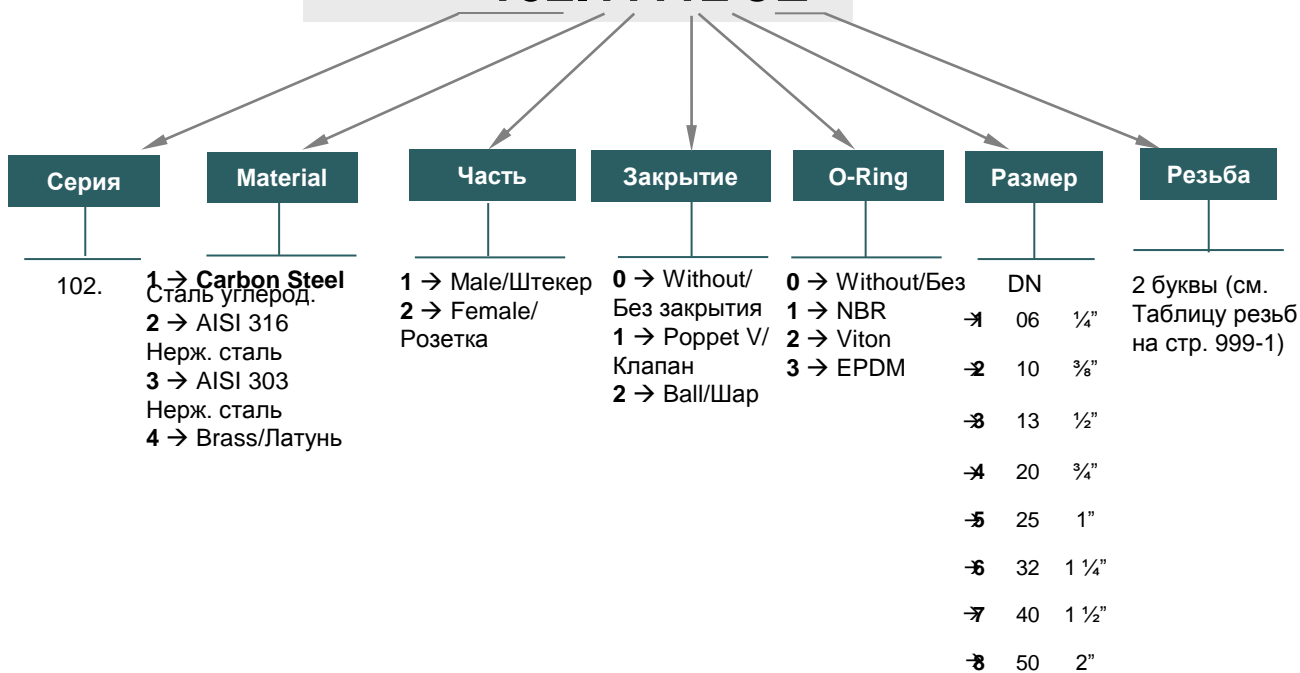 Серия
Material
Часть
Закрытие
O-Ring
Размер
Резьба
102.
1 → Carbon Steel
Сталь углерод.
2 → AISI 316
Нерж. сталь
3 → AISI 303
Нерж. сталь
4 → Brass/Латунь
1 → Male/Штекер
2 → Female/
Розетка
0 → Without/
Без закрытия
1 → Poppet V/
Клапан
2 → Ball/Шар
0 → Without/Без
1 → NBR
2 → Viton
3 → EPDM
DN
→1 06 ¼”
→2 10 ⅜”
→3 13 ½”
→4 20 ¾”
→5 25 1”
→6 32 1 ¼”
→7 40 1 ½”
→8 50 2”
2 буквы (см.
Таблицу резьб
на стр. 999-1)